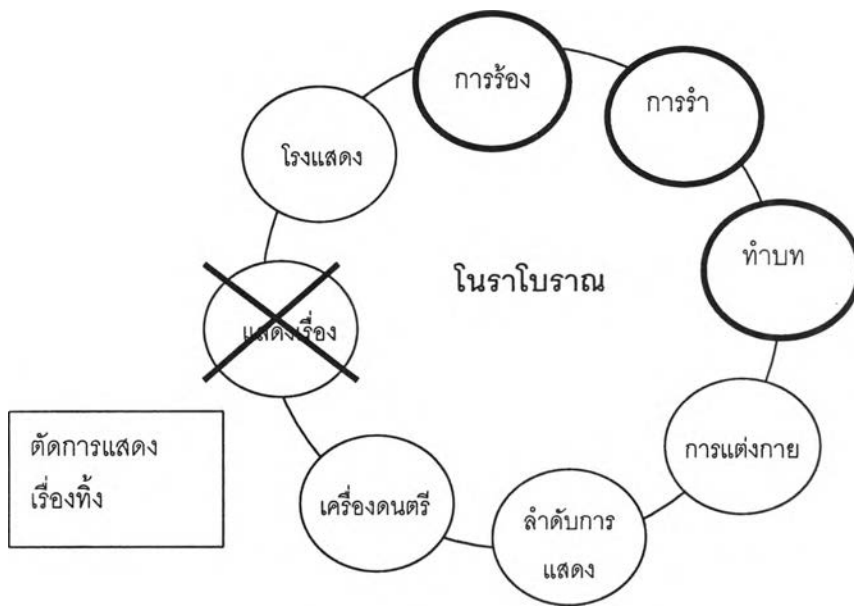 การร้อง
การรำ
โรงแสดง
ทำบท
โนราโบราณ
แสดงเรื่อง
ตัดการแสดง
เรื่องทิ้ง
การแต่งกาย
เครื่องดนตรี
ลำดับการ
แสดง